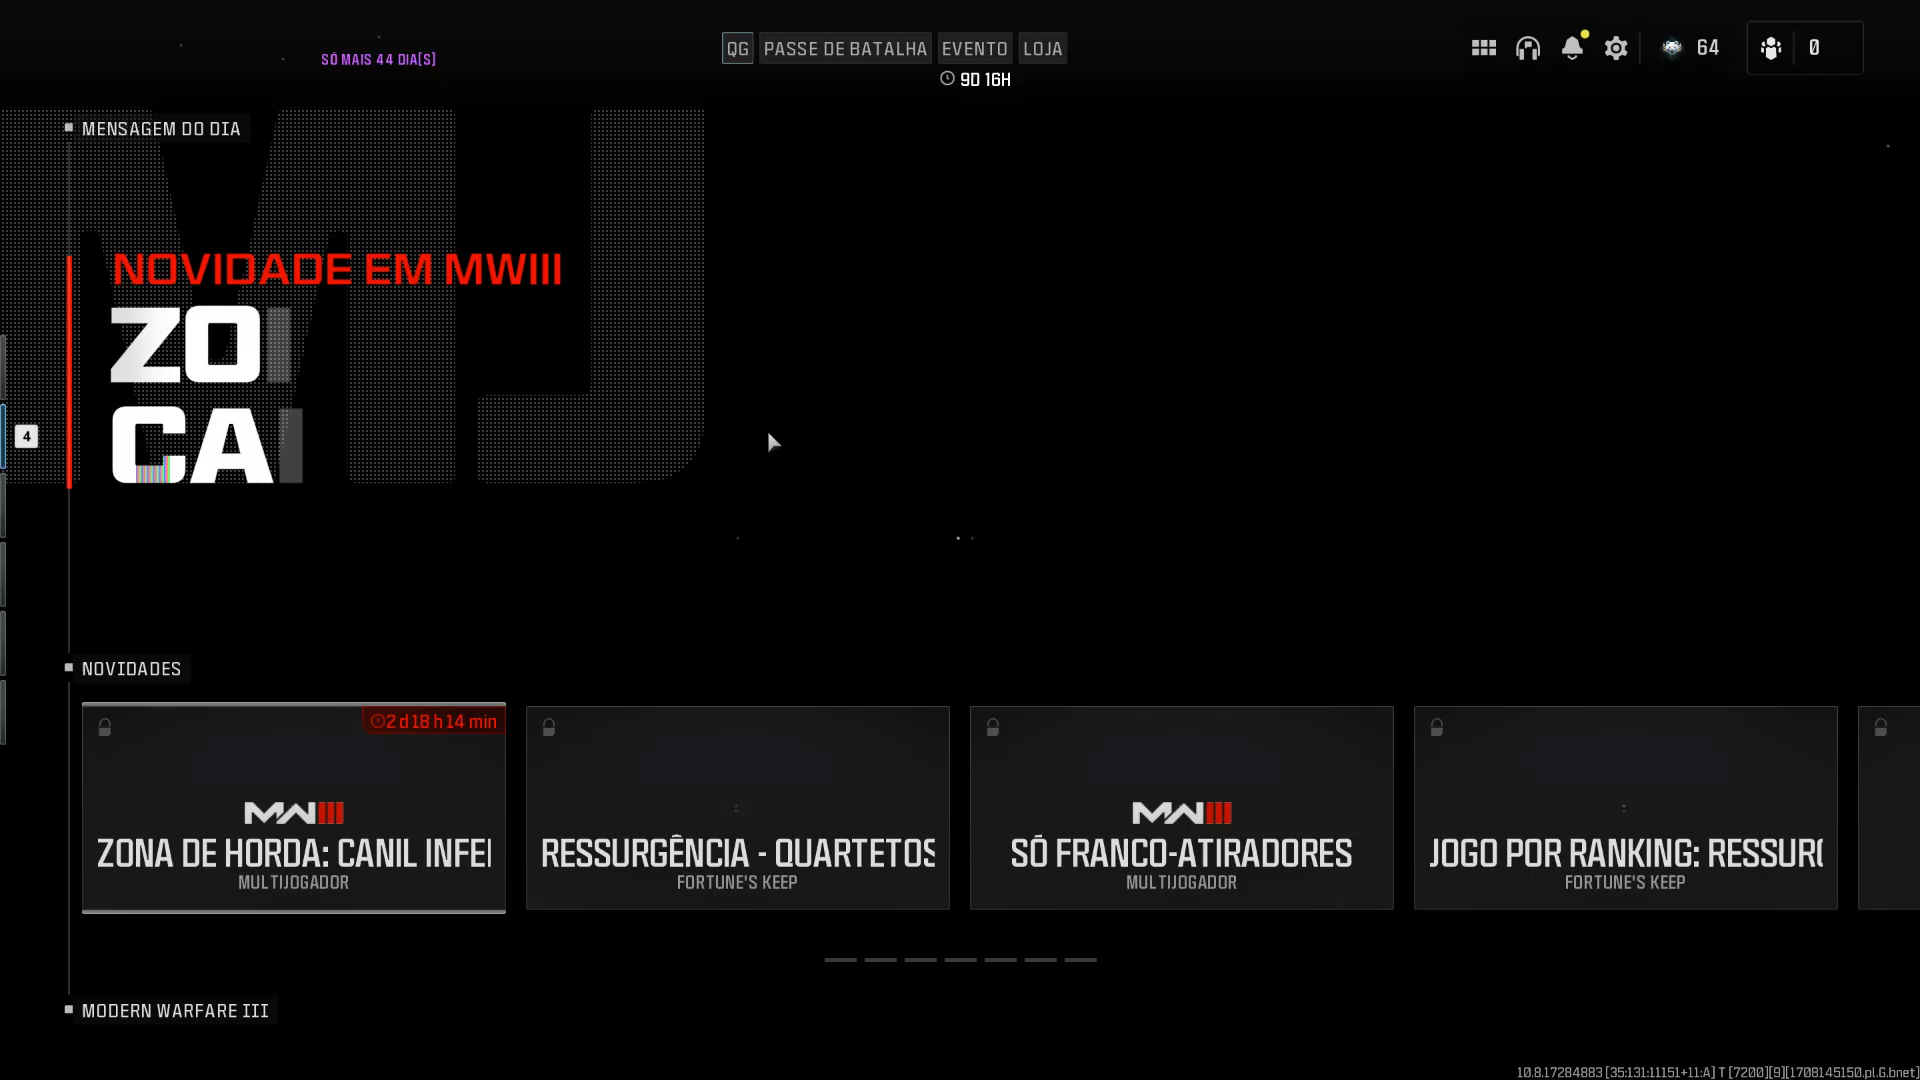 SÓ MAIS 44 DIA(S)
QG PASSE DE BATALHA EVENTO LOJA
9D 16H
64
0
MENSAGEM DO DIA
NOVIDADE EM MWIII
ZO
CA
4
NOVIDADES
2 d 18 h 14 min
MWIII
ZONA DE HORDA: CANIL INFE
MULTIJOGADOR
RESSURGÊNCIA - QUARTETOS
FORTUNE'S KEEP
MWIII
SÓ FRANCO-ATIRADORES
MULTIJOGADOR
JOGO POR RANKING: RESSUR
FORTUNE'S KEEP
MODERN WARFARE III
10.8.17284883 [35:131:11151+11:A] T [7200][9][1708145150.pl.G.bnet]